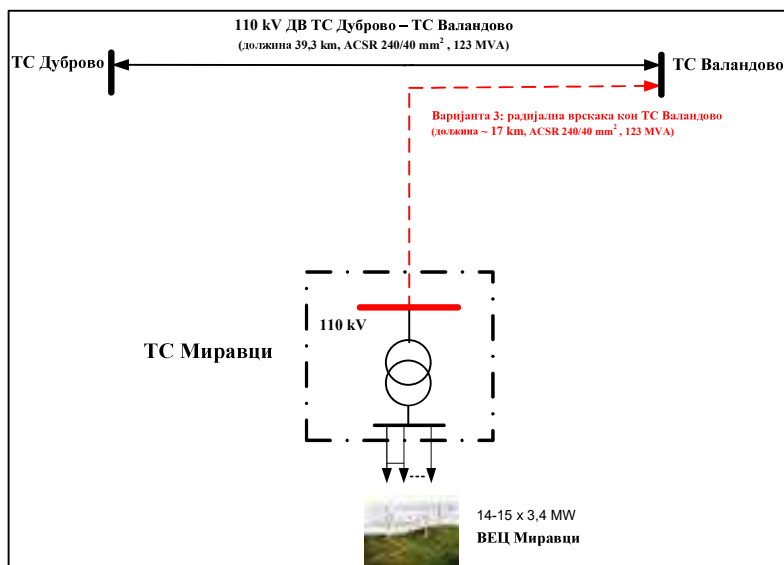 110 kV ДВ ТС Дуброво – ТС Валандово
(должина 39,3 km, ACSR 240/40 mm², 123 MVA)
ТС Дуброво
ТС Валандово
Варијанта 3: радијална врскака кон ТС Валандово
(должина ~ 17 km, ACSR 240/40 mm², 123 MVA)
110 kV
ТС Миравци
14-15 x 3,4 MW
ВЕЦ Миравци